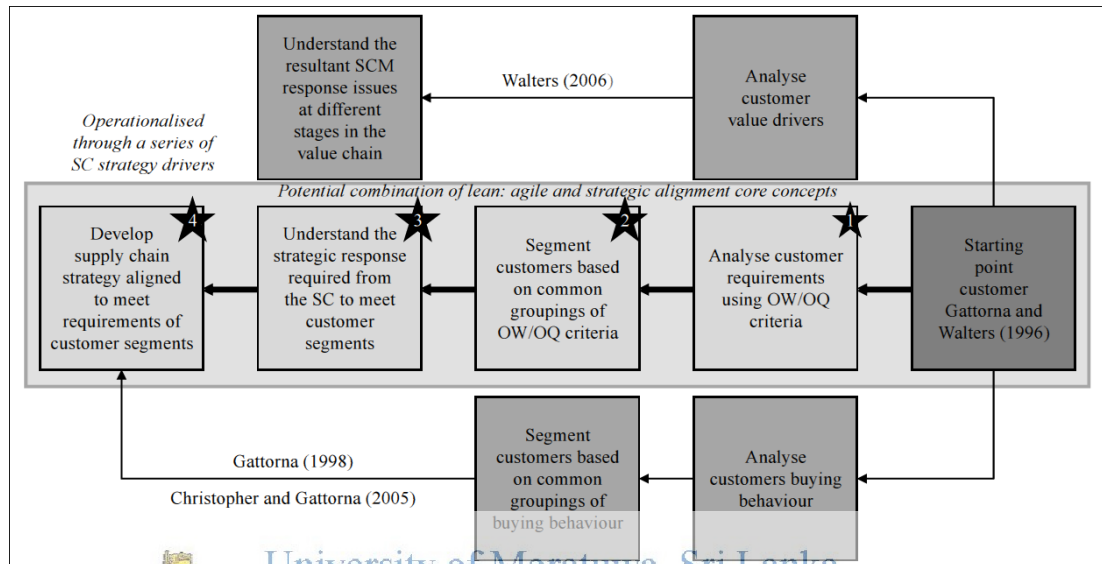 Understand the
resultant SCM
response issues
at different
stages in the
value chain
Walters (2006)
Analyse
customer
value drivers
Operationalised
through a series of
SC strategy drivers
Potential combination of lean: agile and strategic alignment core concepts
4
Develop
supply chain
strategy aligned
to meet
requirements of
customer segments
3
Understand the
strategic response
required from
the SC to meet
customer
segments
2
Segment
customers based
on common
groupings of
OW/OQ criteria
1
Analyse customer
requirements
using OW/OQ
criteria
Starting
point
customer
Gattorna and
Walters (1996)
Gattorna (1998)
Christopher and Gattorna (2005)
Segment
customers based
on common
groupings of
buying behaviour
Analyse
customers buying
behaviour
University of Moratuwa, Sri Lanka